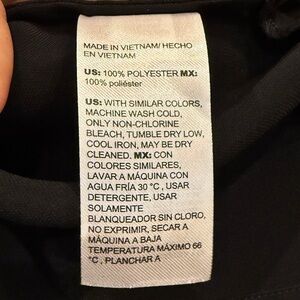 MADE IN VIETNAM/ HECHO
EN VIETNAM
US: 100% POLYESTER MX:
100% poliéster
US: WITH SIMILAR COLORS,
MACHINE WASH COLD,
ONLY NON-CHLORINE
BLEACH, TUMBLE DRY LOW,
COOL IRON, MAY BE DRY
CLEANED. MX: CON
COLORES SIMILARES,
LAVAR A MÁQUINA CON
AGUA FRÍA 30 °C , USAR
DETERGENTE, USAR
SOLAMENTE
BLANQUEADOR SIN CLORO,
NO EXPRIMIR, SECAR A
MÁQUINA A BAJA
TEMPERATURA MÁXIMO 66
°C , PLANCHAR A